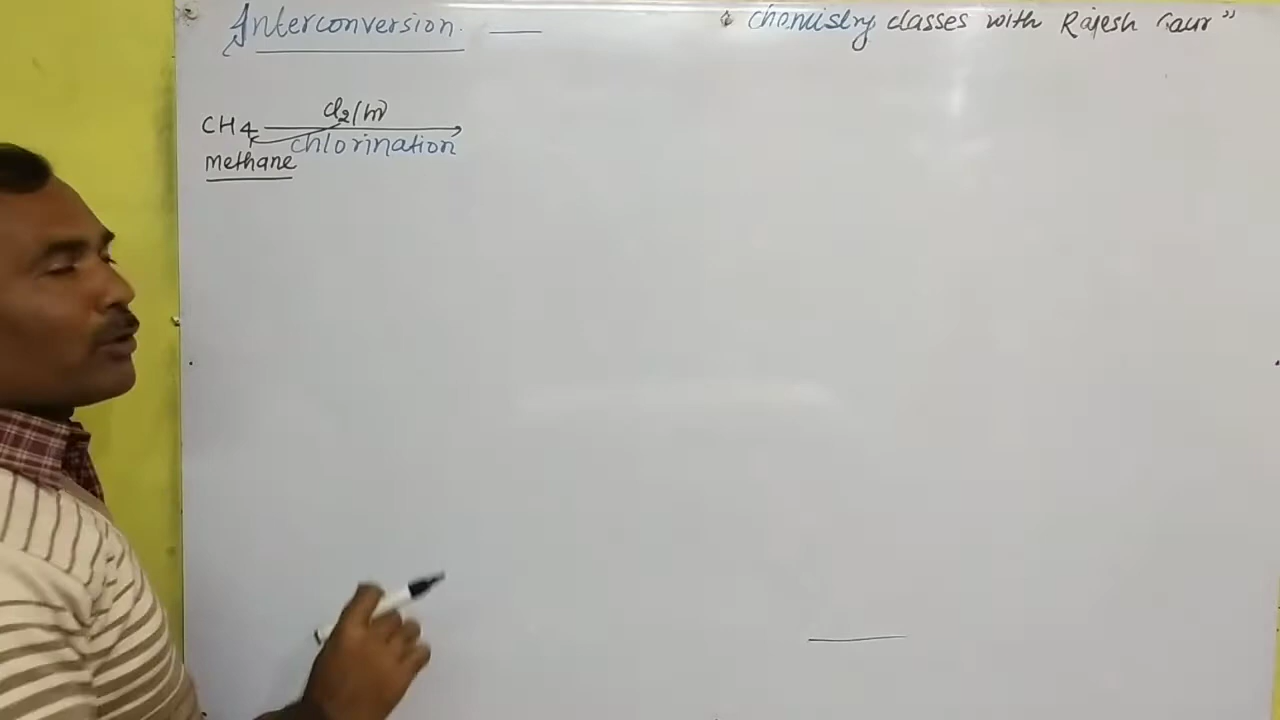 Interconversion. —
" Chemistry classes with Rajesh Gaur "
Cl2/hν
CH4 ⟶
chlorination
Methane